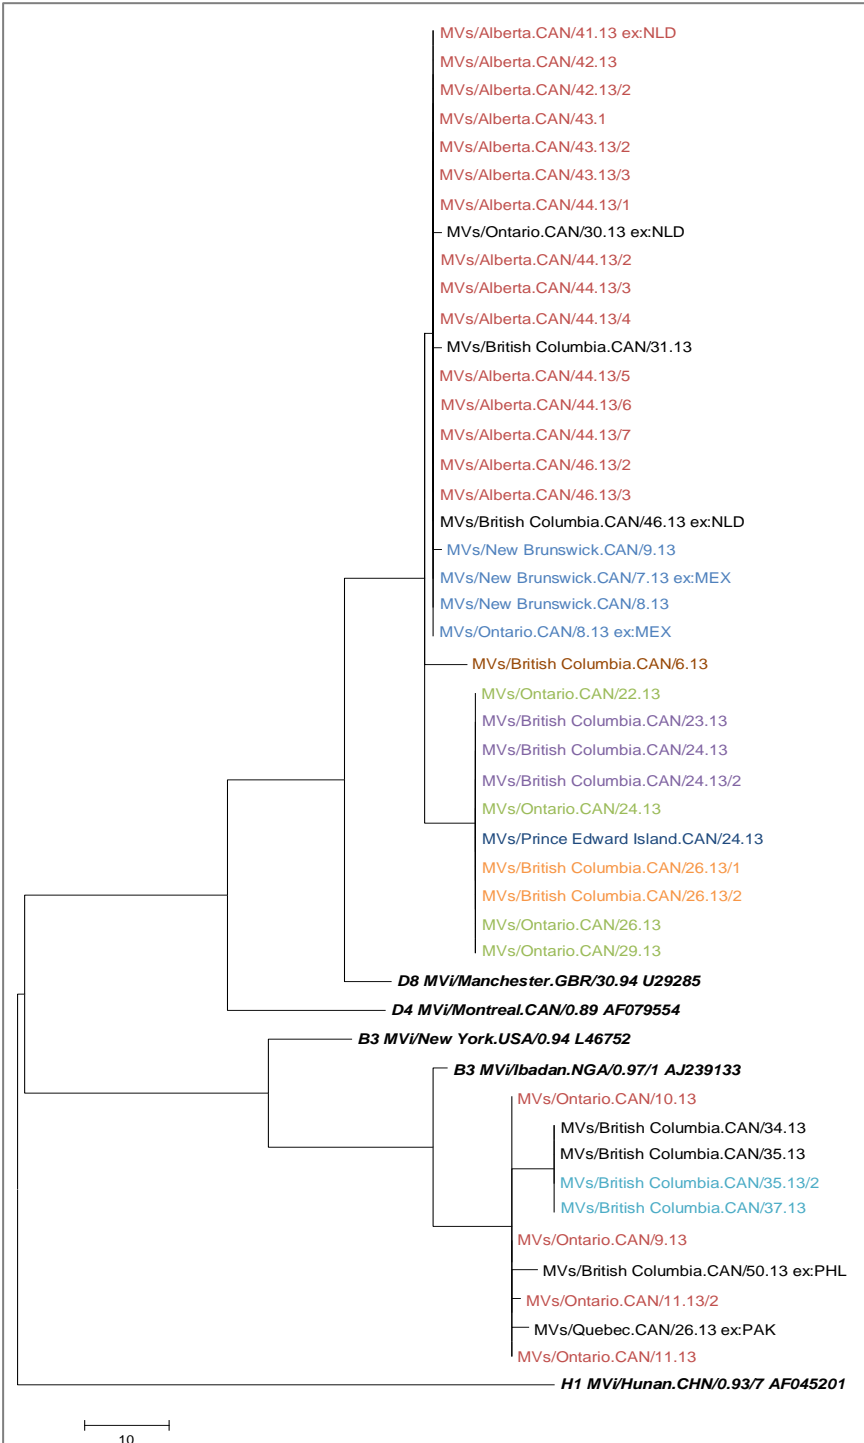 MVs/Alberta.CAN/41.13 ex:NLD
MVs/Alberta.CAN/42.13
MVs/Alberta.CAN/42.13/2
MVs/Alberta.CAN/43.1
MVs/Alberta.CAN/43.13/2
MVs/Alberta.CAN/43.13/3
MVs/Alberta.CAN/44.13/1
MVs/Ontario.CAN/30.13 ex:NLD
MVs/Alberta.CAN/44.13/2
MVs/Alberta.CAN/44.13/3
MVs/Alberta.CAN/44.13/4
MVs/British Columbia.CAN/31.13
MVs/Alberta.CAN/44.13/5
MVs/Alberta.CAN/44.13/6
MVs/Alberta.CAN/44.13/7
MVs/Alberta.CAN/46.13/2
MVs/Alberta.CAN/46.13/3
MVs/British Columbia.CAN/46.13 ex:NLD
MVs/New Brunswick.CAN/9.13
MVs/New Brunswick.CAN/7.13 ex:MEX
MVs/New Brunswick.CAN/8.13
MVs/Ontario.CAN/8.13 ex:MEX
MVs/British Columbia.CAN/6.13
MVs/Ontario.CAN/22.13
MVs/British Columbia.CAN/23.13
MVs/British Columbia.CAN/24.13
MVs/British Columbia.CAN/24.13/2
MVs/Ontario.CAN/24.13
MVs/Prince Edward Island.CAN/24.13
MVs/British Columbia.CAN/26.13/1
MVs/British Columbia.CAN/26.13/2
MVs/Ontario.CAN/26.13
MVs/Ontario.CAN/29.13
D8 MVi/Manchester.GBR/30.94 U29285
D4 MVi/Montreal.CAN/0.89 AF079554
B3 MVi/New York.USA/0.94 L46752
B3 MVi/Ibadan.NGA/0.97/1 AJ239133
MVs/Ontario.CAN/10.13
MVs/British Columbia.CAN/34.13
MVs/British Columbia.CAN/35.13
MVs/British Columbia.CAN/35.13/2
MVs/British Columbia.CAN/37.13
MVs/Ontario.CAN/9.13
MVs/British Columbia.CAN/50.13 ex:PHL
MVs/Ontario.CAN/11.13/2
MVs/Quebec.CAN/26.13 ex:PAK
MVs/Ontario.CAN/11.13
H1 MVi/Hunan.CHN/0.93/7 AF045201
10